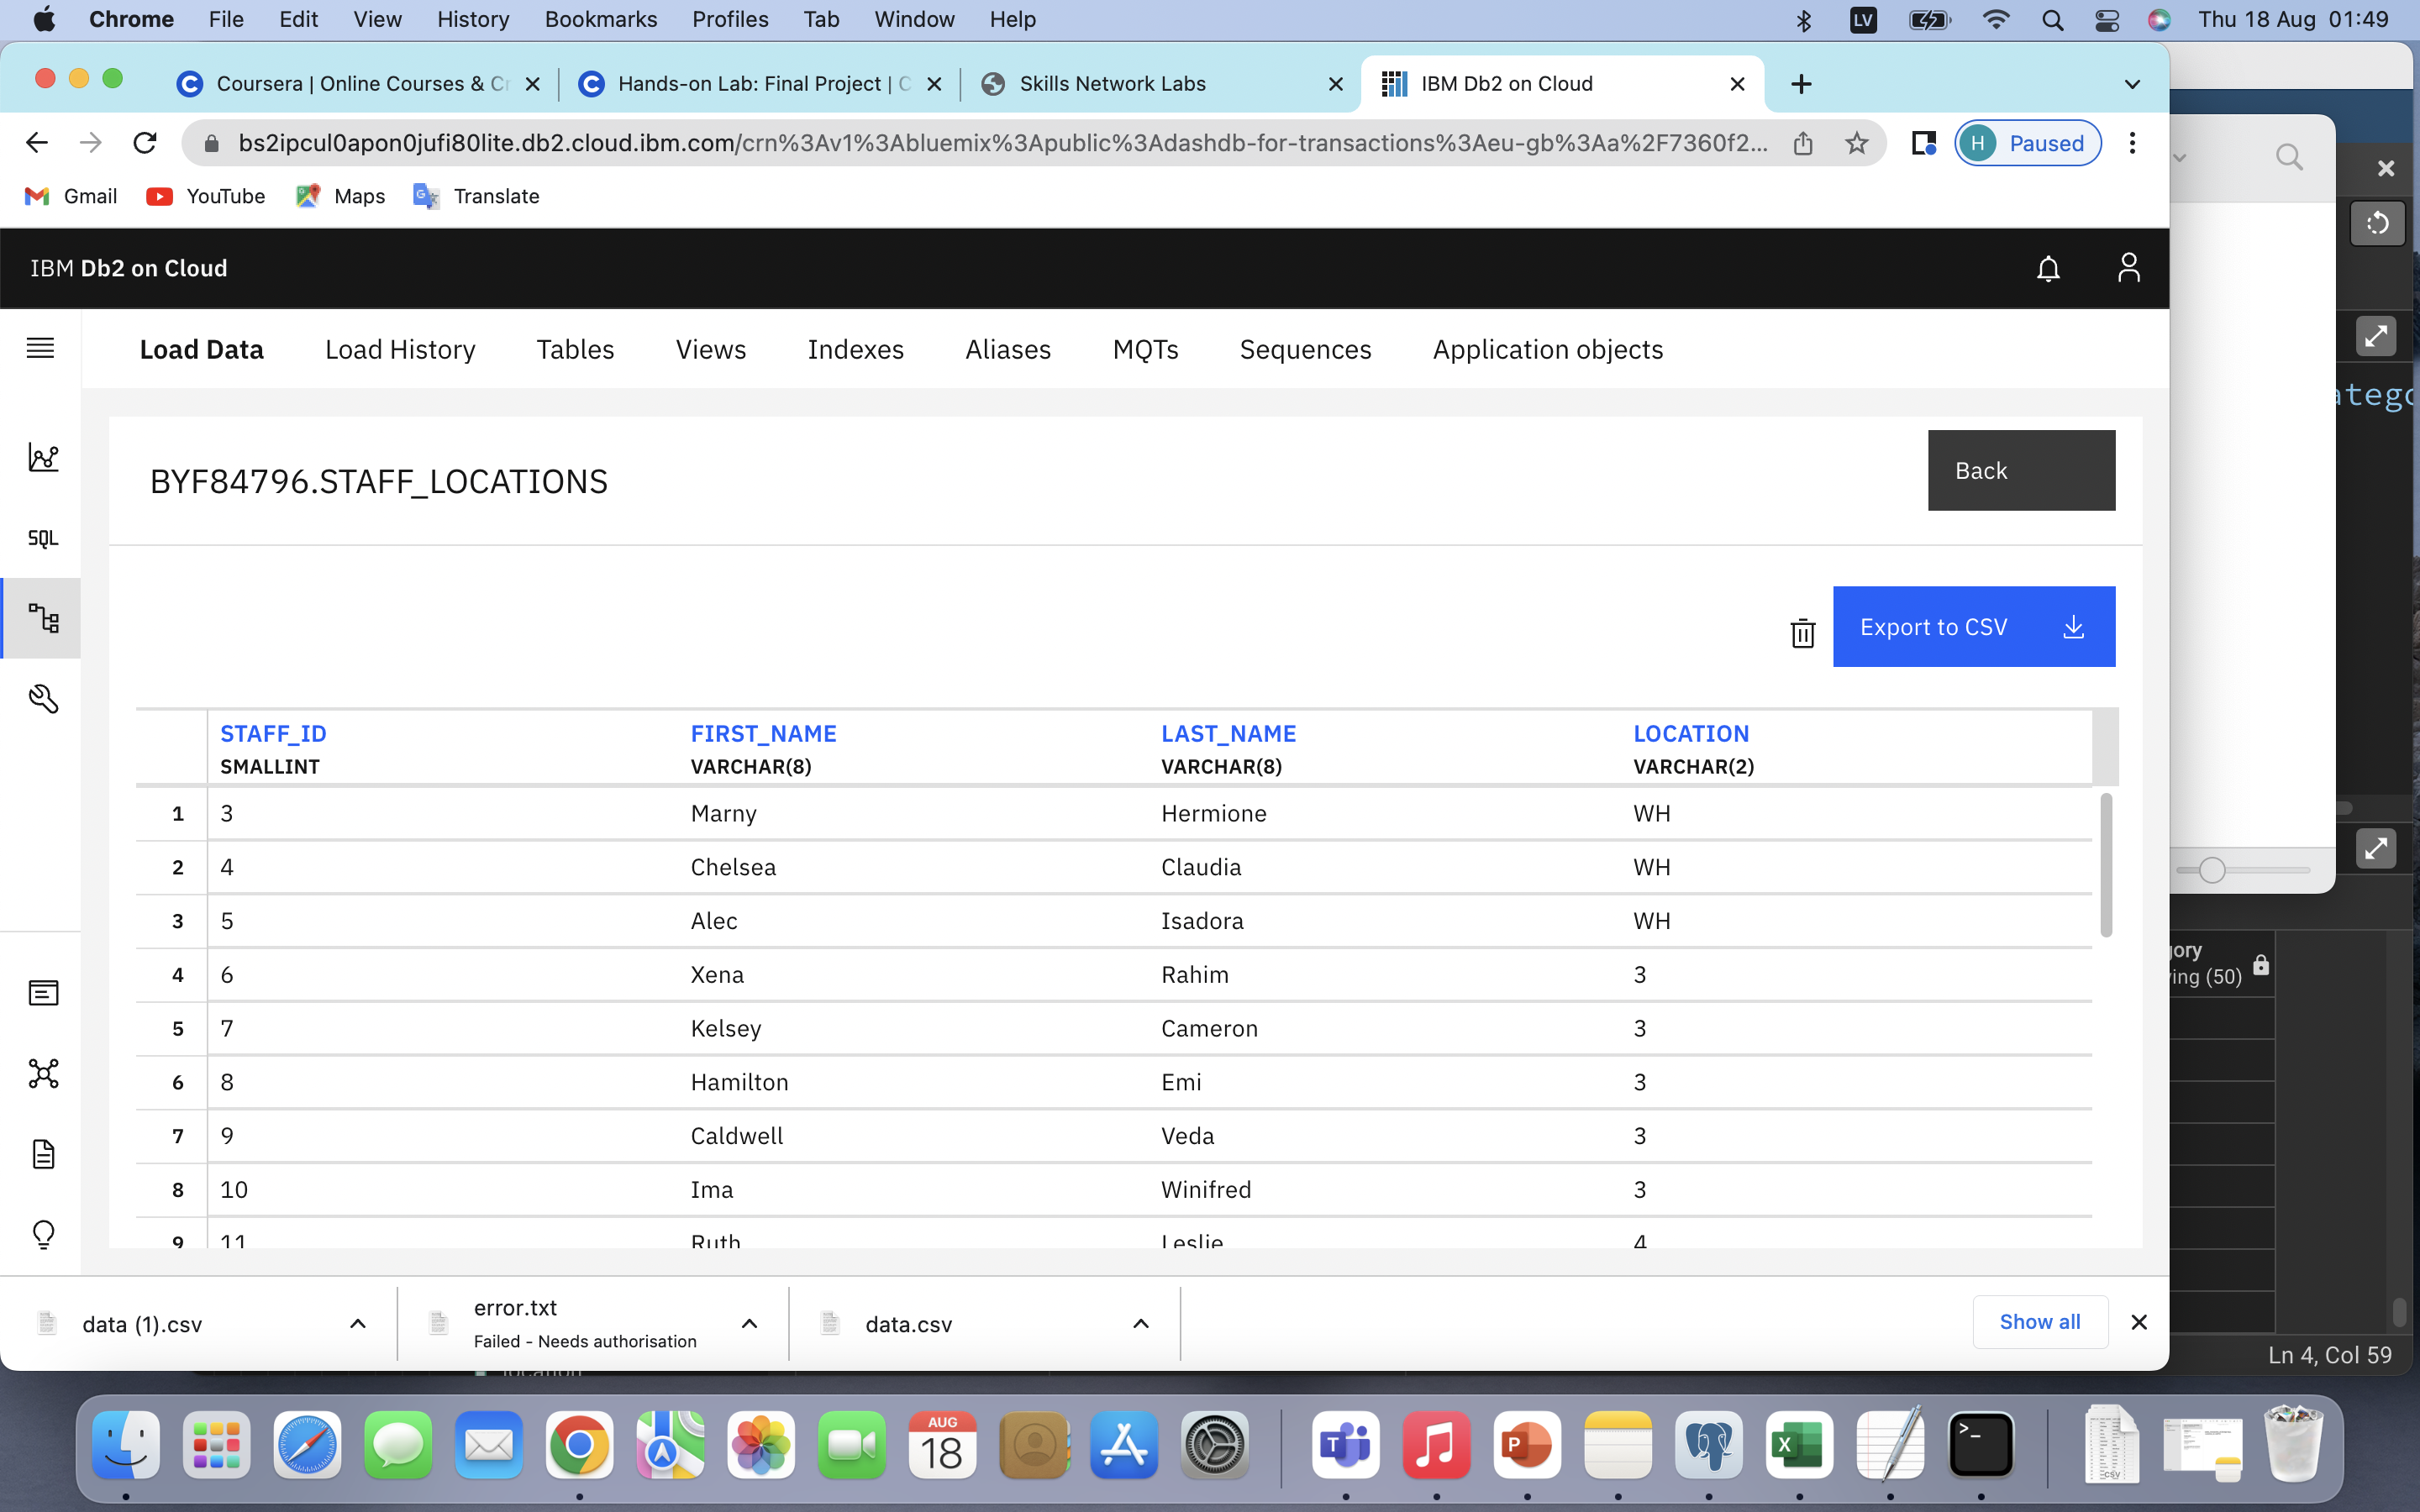 Chrome File Edit View History Bookmarks Profiles Tab Window Help LV Thu 18 Aug 01:49
Coursera | Online Courses & Cr Hands-on Lab: Final Project | C Skills Network Labs IBM Db2 on Cloud
bs2ipcul0apon0jufi80lite.db2.cloud.ibm.com/crn%3Av1%3Abluemix%3Apublic%3Adashdb-for-transactions%3Aeu-gb%3Aa%2F7360f2... H Paused
Gmail YouTube Maps Translate
IBM Db2 on Cloud
Load Data Load History Tables Views Indexes Aliases MQTs Sequences Application objects
atego
BYF84796.STAFF_LOCATIONS Back
SQL
Export to CSV
STAFF_ID FIRST_NAME LAST_NAME LOCATION
SMALLINT VARCHAR(8) VARCHAR(8) VARCHAR(2)
1 3 Marny Hermione WH
2 4 Chelsea Claudia WH
3 5 Alec Isadora WH
4 6 Xena Rahim 3
5 7 Kelsey Cameron 3
6 8 Hamilton Emi 3
7 9 Caldwell Veda 3
8 10 Ima Winifred 3
9 11 Ruth Leslie 4
gory
ying (50)
data (1).csv error.txt data.csv Show all
Failed - Needs authorisation
Ln 4, Col 59
location
AUG
18
CSV